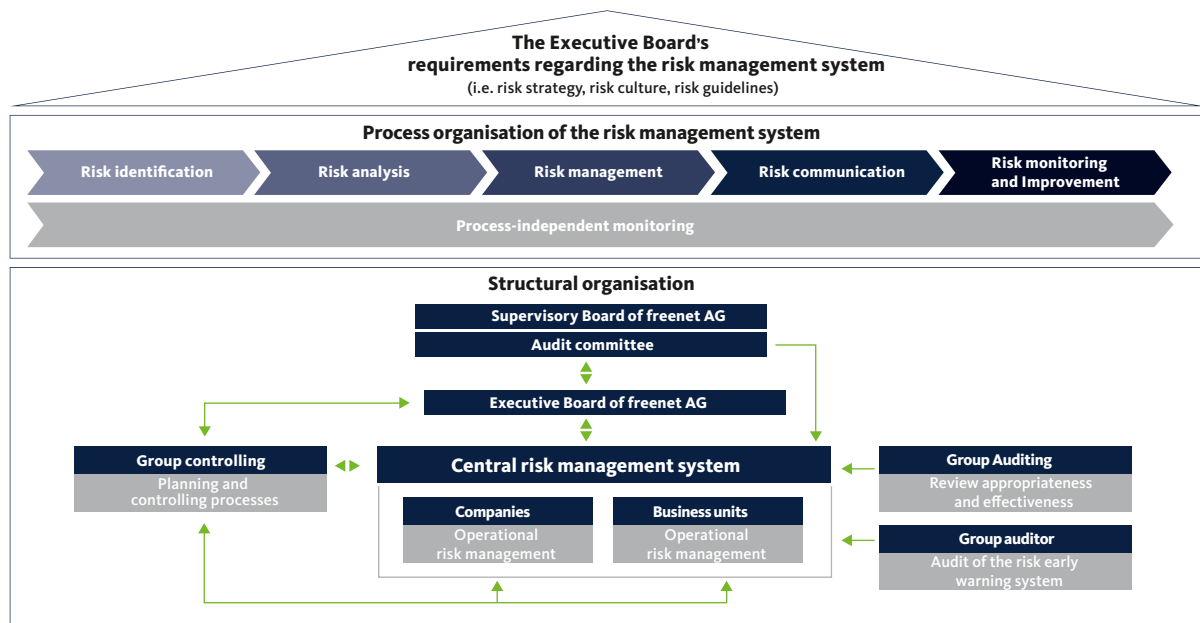 The Executive Board's
requirements regarding the risk management system
(i.e. risk strategy, risk culture, risk guidelines)
Process organisation of the risk management system
Risk identification
Risk analysis
Risk management
Risk communication
Risk monitoring
and Improvement
Process-independent monitoring
Structural organisation
Supervisory Board of freenet AG
Audit committee
Executive Board of freenet AG
Group controlling
Planning and
controlling processes
Central risk management system
Companies
Operational
risk management
Business units
Operational
risk management
Group Auditing
Review appropriateness
and effectiveness
Group auditor
Audit of the risk early
warning system